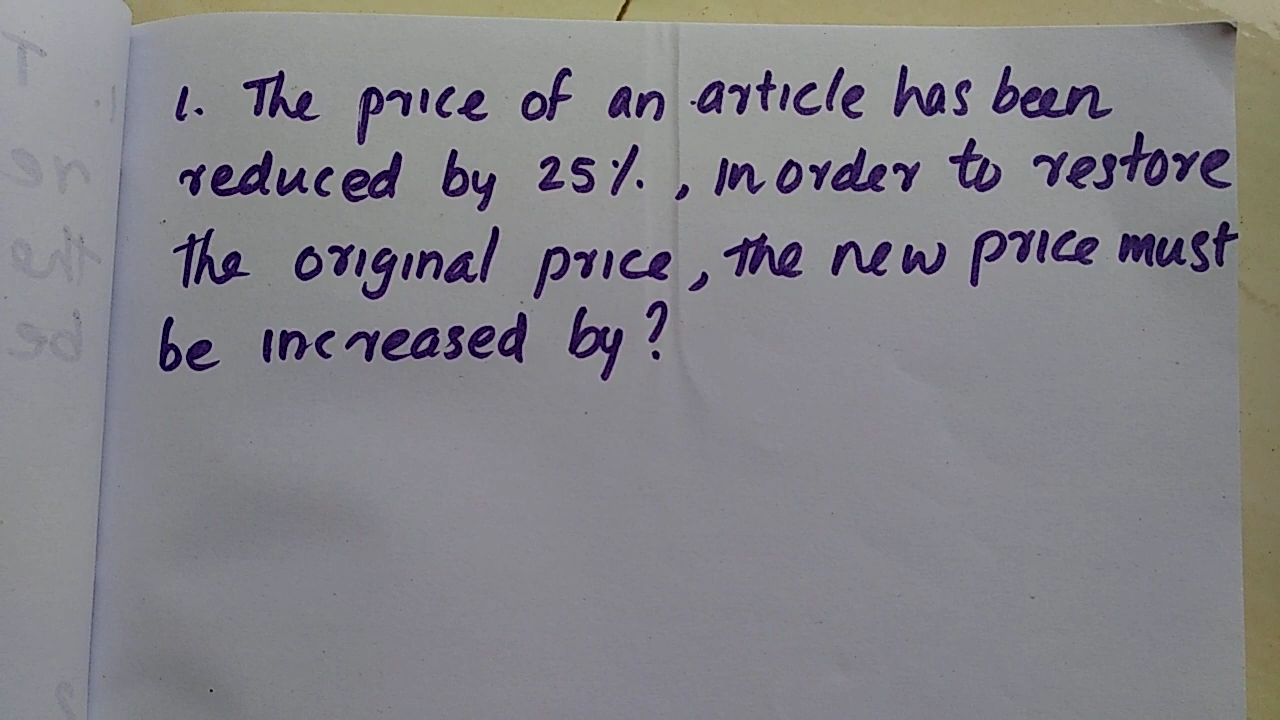 1. The price of an article has been
reduced by 25%., in order to restore
the original price, the new price must
be increased by?